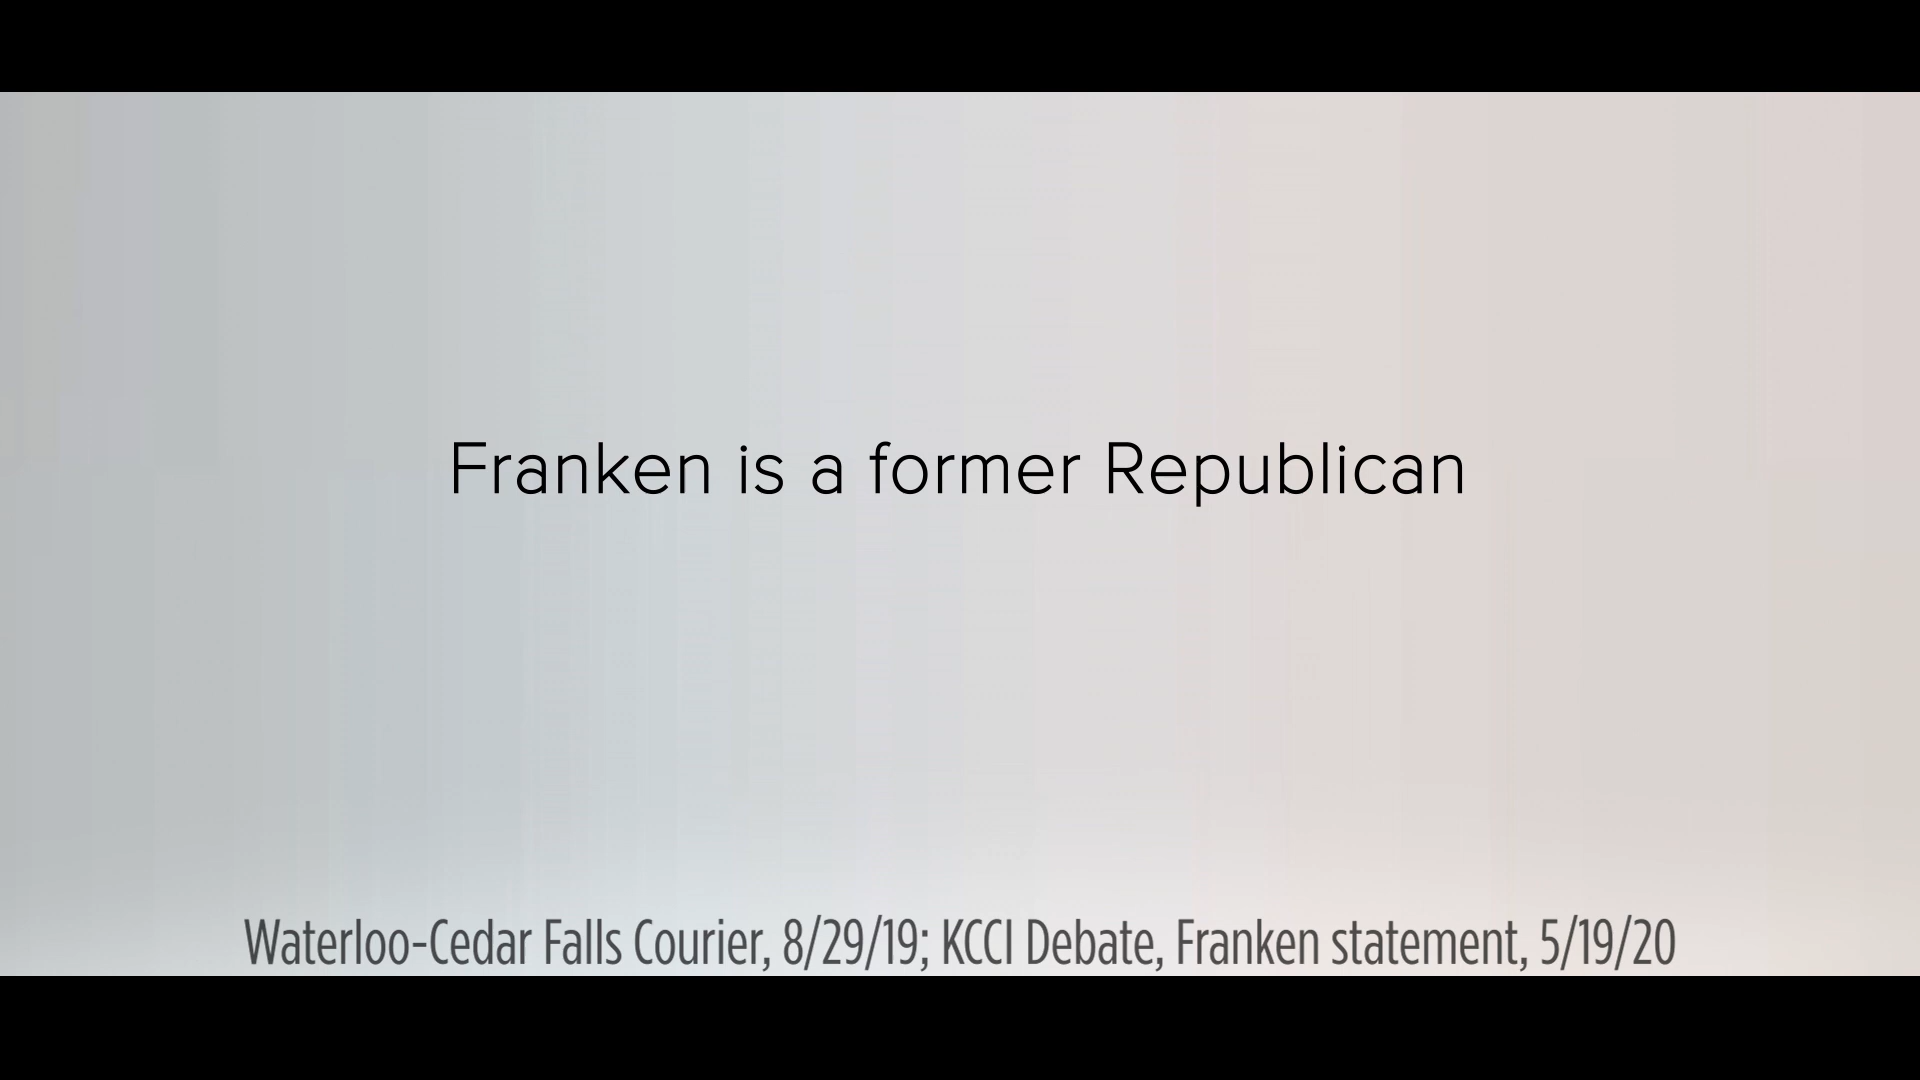 Franken is a former Republican
Waterloo-Cedar Falls Courier, 8/29/19; KCCI Debate, Franken statement, 5/19/20